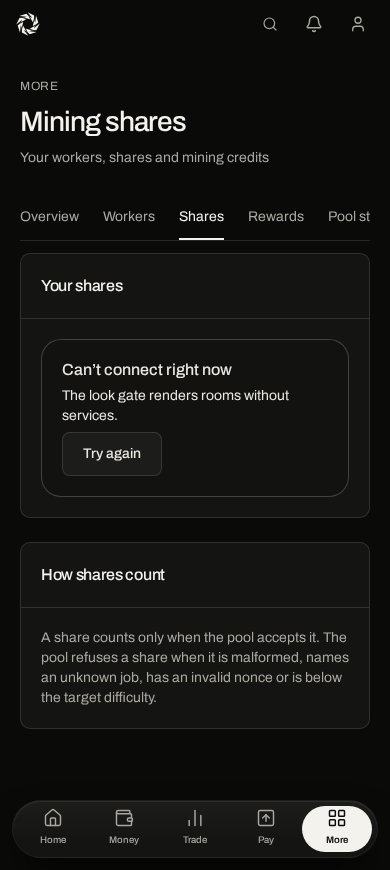 MORE
Mining shares
Your workers, shares and mining credits
Overview Workers Shares Rewards Pool st
Your shares
Can’t connect right now
The look gate renders rooms without
services.
Try again
How shares count
A share counts only when the pool accepts it. The
pool refuses a share when it is malformed, names
an unknown job, has an invalid nonce or is below
the target difficulty.
Home Money Trade Pay More